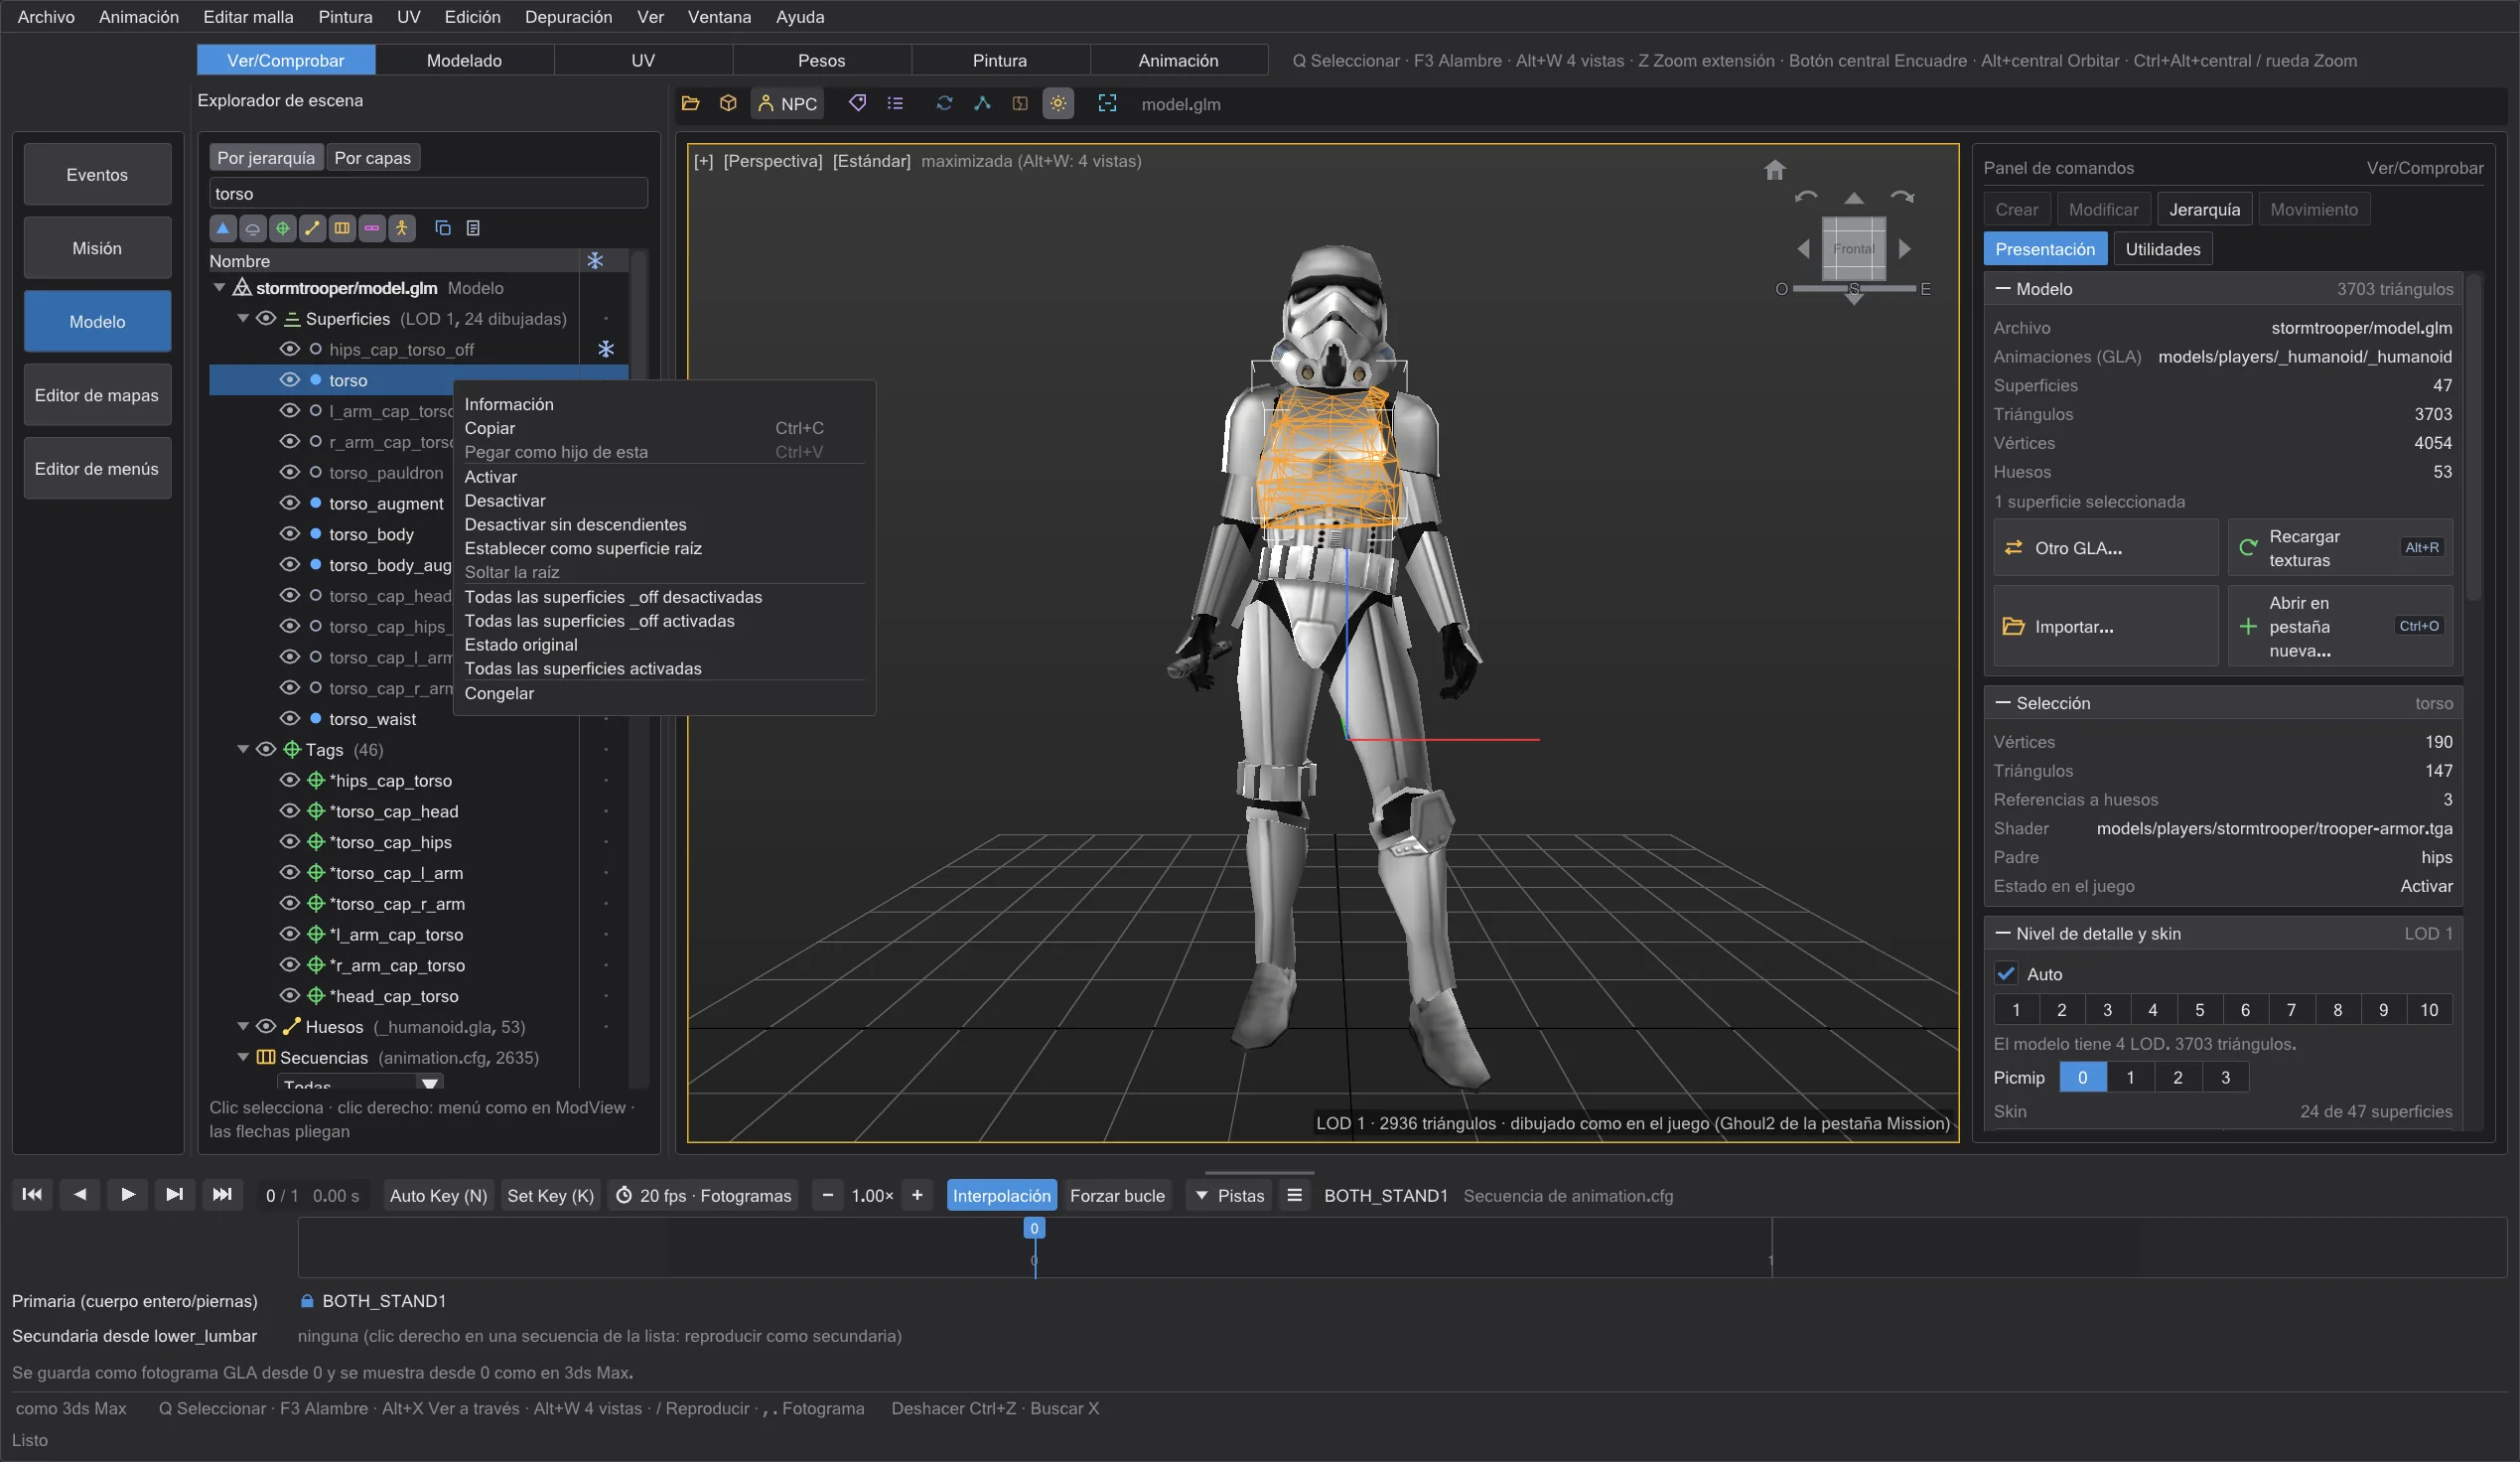 Archivo Animación Editar malla Pintura UV Edición Depuración Ver Ventana Ayuda
Ver/Comprobar Modelado UV Pesos Pintura Animación Q Seleccionar · F3 Alambre · Alt+W 4 vistas · Z Zoom extensión · Botón central Encuadre · Alt+central Orbitar · Ctrl+Alt+central / rueda Zoom
Explorador de escena
NPC model.glm
Eventos
Misión
Modelo
Editor de mapas
Editor de menús
Por jerarquía Por capas
torso
Nombre
stormtrooper/model.glm Modelo
Superficies (LOD 1, 24 dibujadas)
hips_cap_torso_off
torso
l_arm_cap_torso
r_arm_cap_torso
torso_pauldron
torso_augment
torso_body
torso_body_aug
torso_cap_head
torso_cap_hips_
torso_cap_l_arm
torso_cap_r_arm
torso_waist
Tags (46)
*hips_cap_torso
*torso_cap_head
*torso_cap_hips
*torso_cap_l_arm
*torso_cap_r_arm
*l_arm_cap_torso
*r_arm_cap_torso
*head_cap_torso
Huesos (_humanoid.gla, 53)
Secuencias (animation.cfg, 2635)
Todas
Clic selecciona · clic derecho: menú como en ModView ·
las flechas pliegan
Información
Copiar Ctrl+C
Pegar como hijo de esta Ctrl+V
Activar
Desactivar
Desactivar sin descendientes
Establecer como superficie raíz
Soltar la raíz
Todas las superficies _off desactivadas
Todas las superficies _off activadas
Estado original
Todas las superficies activadas
Congelar
[+] [Perspectiva] [Estándar] maximizada (Alt+W: 4 vistas)
Frontal
O S E
LOD 1 · 2936 triángulos · dibujado como en el juego (Ghoul2 de la pestaña Mission)
Panel de comandos Ver/Comprobar
Crear Modificar Jerarquía Movimiento
Presentación Utilidades
Modelo 3703 triángulos
Archivo stormtrooper/model.glm
Animaciones (GLA) models/players/_humanoid/_humanoid
Superficies 47
Triángulos 3703
Vértices 4054
Huesos 53
1 superficie seleccionada
Otro GLA...
Recargar texturas Alt+R
Importar...
Abrir en pestaña nueva... Ctrl+O
Selección torso
Vértices 190
Triángulos 147
Referencias a huesos 3
Shader models/players/stormtrooper/trooper-armor.tga
Padre hips
Estado en el juego Activar
Nivel de detalle y skin LOD 1
Auto
1 2 3 4 5 6 7 8 9 10
El modelo tiene 4 LOD. 3703 triángulos.
Picmip 0 1 2 3
Skin 24 de 47 superficies
0 / 1 0.00 s Auto Key (N) Set Key (K) 20 fps · Fotogramas − 1.00× + Interpolación Forzar bucle Pistas BOTH_STAND1 Secuencia de animation.cfg
0
0 1
Primaria (cuerpo entero/piernas) BOTH_STAND1
Secundaria desde lower_lumbar ninguna (clic derecho en una secuencia de la lista: reproducir como secundaria)
Se guarda como fotograma GLA desde 0 y se muestra desde 0 como en 3ds Max.
como 3ds Max Q Seleccionar · F3 Alambre · Alt+X Ver a través · Alt+W 4 vistas · / Reproducir · , . Fotograma Deshacer Ctrl+Z · Buscar X
Listo